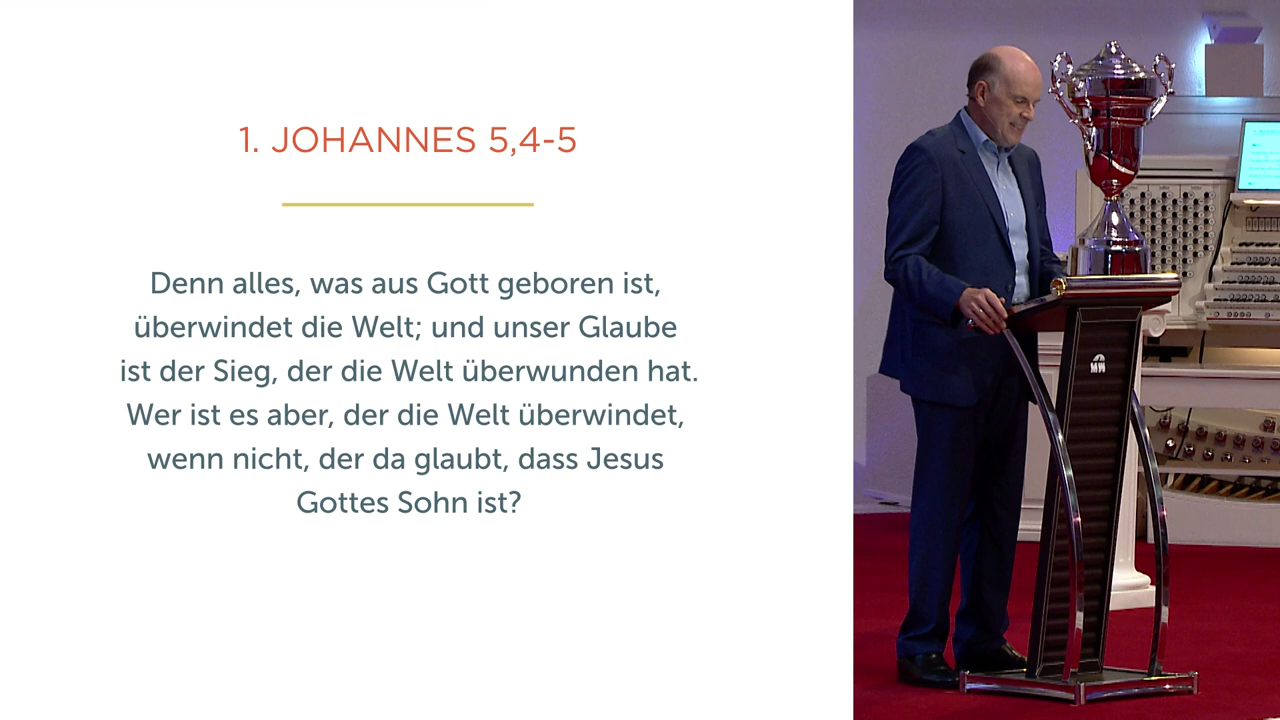 1. JOHANNES 5,4-5
Denn alles, was aus Gott geboren ist,
überwindet die Welt; und unser Glaube
ist der Sieg, der die Welt überwunden hat.
Wer ist es aber, der die Welt überwindet,
wenn nicht, der da glaubt, dass Jesus
Gottes Sohn ist?
MW